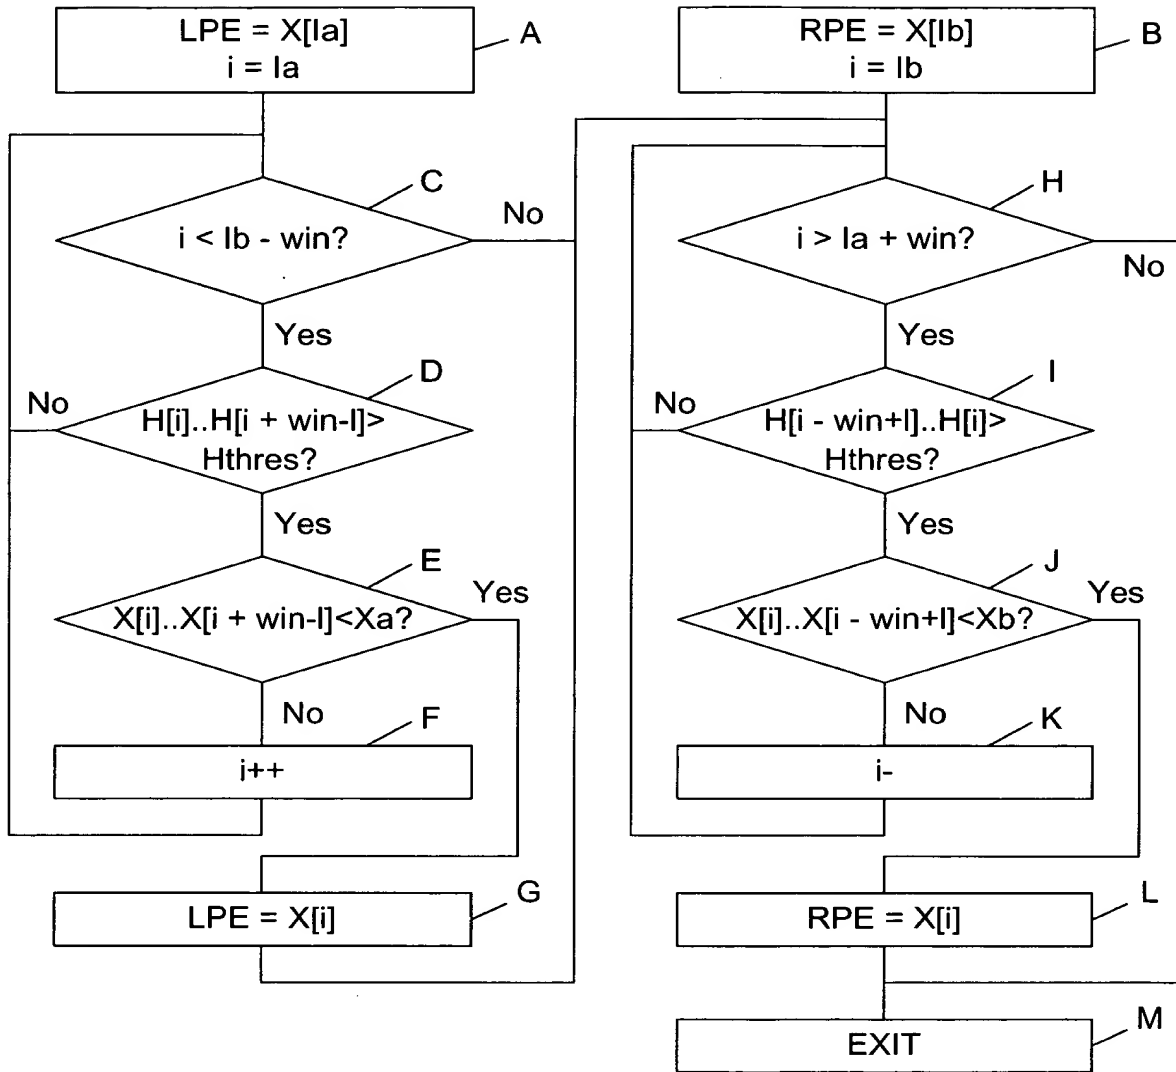 LPE = X[Ia]
i = Ia
A
C
i < Ib - win?
No
Yes
D
No
H[i]..H[i + win-I]>
Hthres?
Yes
E
Yes
X[i]..X[i + win-I]<Xa?
No
F
i++
G
LPE = X[i]
RPE = X[Ib]
i = Ib
B
H
i > Ia + win?
No
Yes
I
No
H[i - win+I]..H[i]>
Hthres?
Yes
J
Yes
X[i]..X[i - win+I]<Xb?
No
K
i-
L
RPE = X[i]
M
EXIT